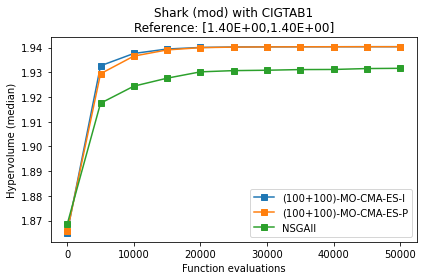 Shark (mod) with CIGTAB1
Reference: [1.40E+00,1.40E+00]
Hypervolume (median)
1.94
1.93
1.92
1.91
1.90
1.89
1.88
1.87
(100+100)-MO-CMA-ES-I
(100+100)-MO-CMA-ES-P
NSGAII
0 10000 20000 30000 40000 50000
Function evaluations